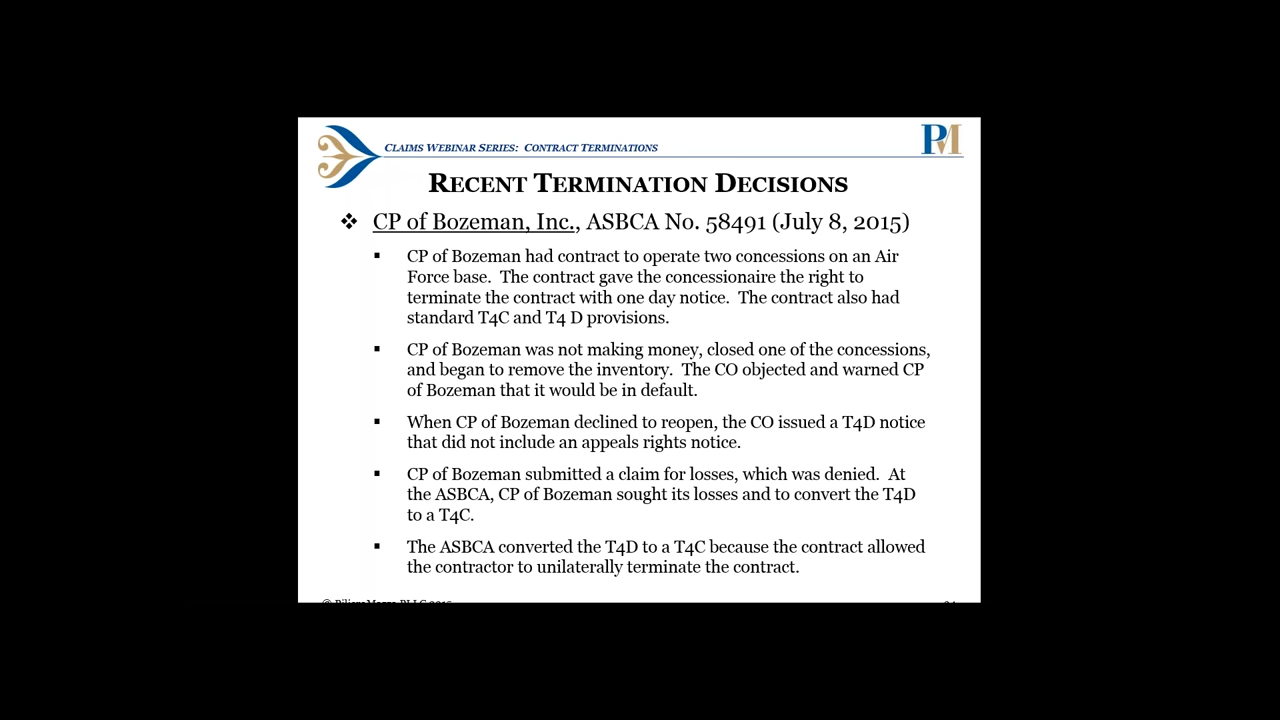 PM
CLAIMS WEBINAR SERIES: CONTRACT TERMINATIONS
RECENT TERMINATION DECISIONS
❖ CP of Bozeman, Inc., ASBCA No. 58491 (July 8, 2015)
▪ CP of Bozeman had contract to operate two concessions on an Air
Force base. The contract gave the concessionaire the right to
terminate the contract with one day notice. The contract also had
standard T4C and T4 D provisions.
▪ CP of Bozeman was not making money, closed one of the concessions,
and began to remove the inventory. The CO objected and warned CP
of Bozeman that it would be in default.
▪ When CP of Bozeman declined to reopen, the CO issued a T4D notice
that did not include an appeals rights notice.
▪ CP of Bozeman submitted a claim for losses, which was denied. At
the ASBCA, CP of Bozeman sought its losses and to convert the T4D
to a T4C.
▪ The ASBCA converted the T4D to a T4C because the contract allowed
the contractor to unilaterally terminate the contract.